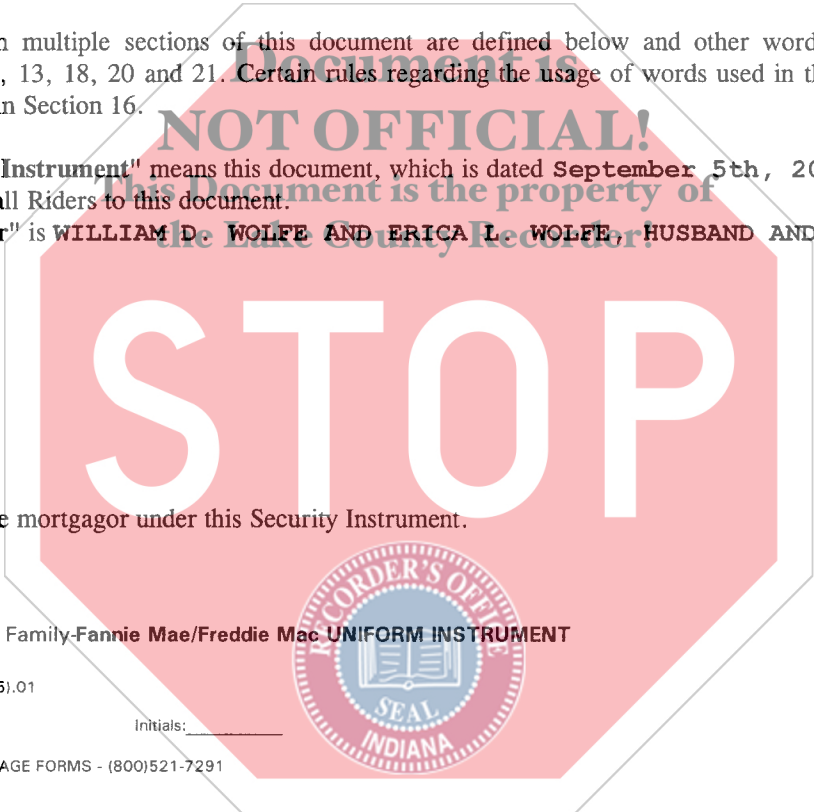 n multiple sections of this document are defined below and other word
, 13, 18, 20 and 21. Certain rules regarding the usage of words used in t
in Section 16.
Document is
NOT OFFICIAL!
This Document is the property of
the Lake County Recorder!
Instrument" means this document, which is dated September 5th, 20
all Riders to this document.
r" is WILLIAM D. WOLFE AND ERICA L. WOLFE, HUSBAND AND
STOP
e mortgagor under this Security Instrument.
Family-Fannie Mae/Freddie Mac UNIFORM INSTRUMENT
5).01
Initials:
AGE FORMS - (800)521-7291
RECORDER'S OFFICE
SEAL
INDIANA